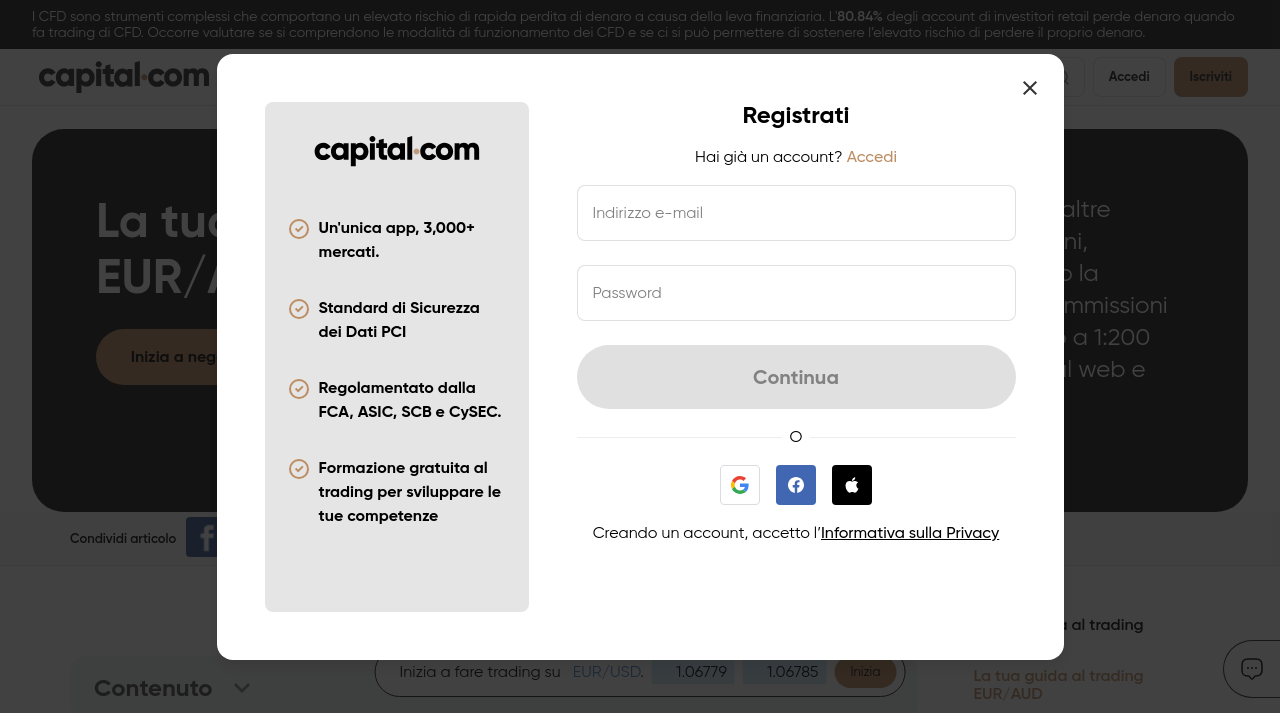 I CFD sono strumenti complessi che comportano un elevato rischio di rapida perdita di denaro a causa della leva finanziaria. L'80.84% degli account di investitori retail perde denaro quando
fa trading di CFD. Occorre valutare se si comprendono le modalità di funzionamento dei CFD e se ci si può permettere di sostenere l'elevato rischio di perdere il proprio denaro.
capital.com
Accedi
Iscriviti
La tua
EUR/A
Inizia a neg
altre
ni,
o la
mmissioni
o a 1:200
ul web e
capital.com
Un'unica app, 3,000+
mercati.
Standard di Sicurezza
dei Dati PCI
Regolamentato dalla
FCA, ASIC, SCB e CySEC.
Formazione gratuita al
trading per sviluppare le
tue competenze
Registrati
Hai già un account? Accedi
Indirizzo e-mail
Password
Continua
O
Creando un account, accetto l’Informativa sulla Privacy
Condividi articolo
a al trading
La tua guida al trading
EUR/AUD
Contenuto
Inizia a fare trading su EUR/USD.
1.06779
1.06785
Inizia